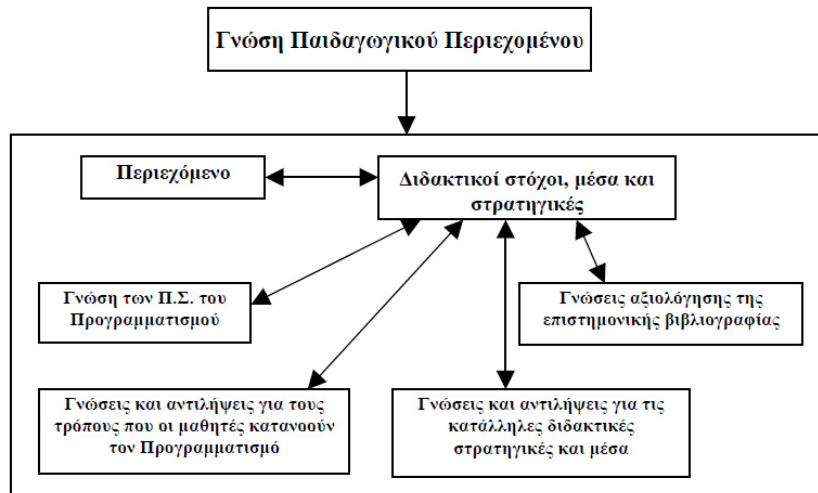 Γνώση Παιδαγωγικού Περιεχομένου
Περιεχόμενο
Διδακτικοί στόχοι, μέσα και
στρατηγικές
Γνώση των Π.Σ. του
Προγραμματισμού
Γνώσεις αξιολόγησης της
επιστημονικής βιβλιογραφίας
Γνώσεις και αντιλήψεις για τους
τρόπους που οι μαθητές κατανοούν
τον Προγραμματισμό
Γνώσεις και αντιλήψεις για τις
κατάλληλες διδακτικές
στρατηγικές και μέσα